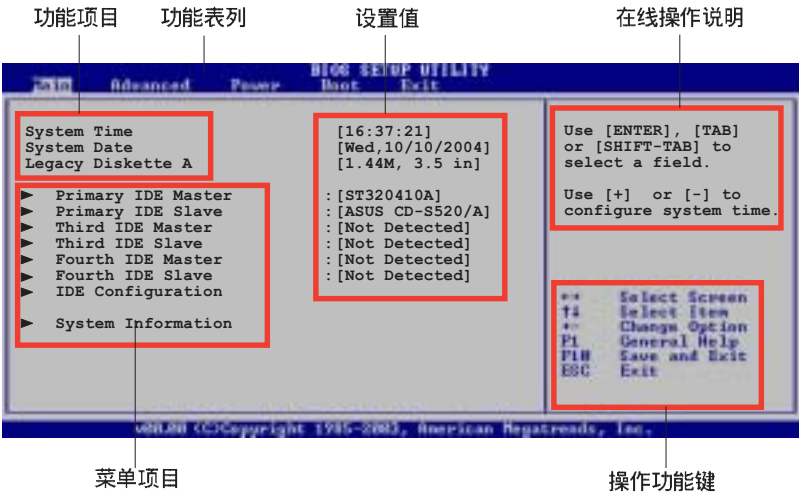 功能项目 功能表列 设置值 在线操作说明
BIOS SETUP UTILITY
Main Advanced Power Boot Exit
System Time [16:37:21]
System Date [Wed,10/10/2004]
Legacy Diskette A [1.44M, 3.5 in]
► Primary IDE Master :[ST320410A]
► Primary IDE Slave :[ASUS CD-S520/A]
► Third IDE Master :[Not Detected]
► Third IDE Slave :[Not Detected]
► Fourth IDE Master :[Not Detected]
► Fourth IDE Slave :[Not Detected]
► IDE Configuration
► System Information
Use [ENTER], [TAB]
or [SHIFT-TAB] to
select a field.
Use [+] or [-] to
configure system time.
←→ Select Screen
↑↓ Select Item
+- Change Option
F1 General Help
F10 Save and Exit
ESC Exit
v00.00 (C)Copyright 1985-2003, American Megatrends, Inc.
菜单项目 操作功能键